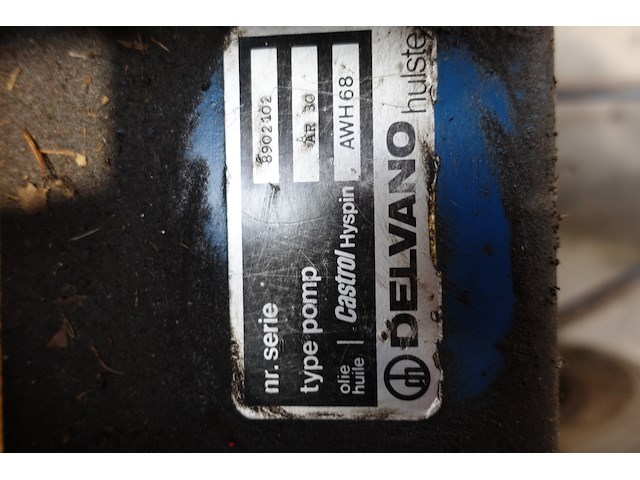 nr. serie 8902102
type pomp AR 30
olie
huile | Castrol Hyspin AWH 68
DELVANO hulste